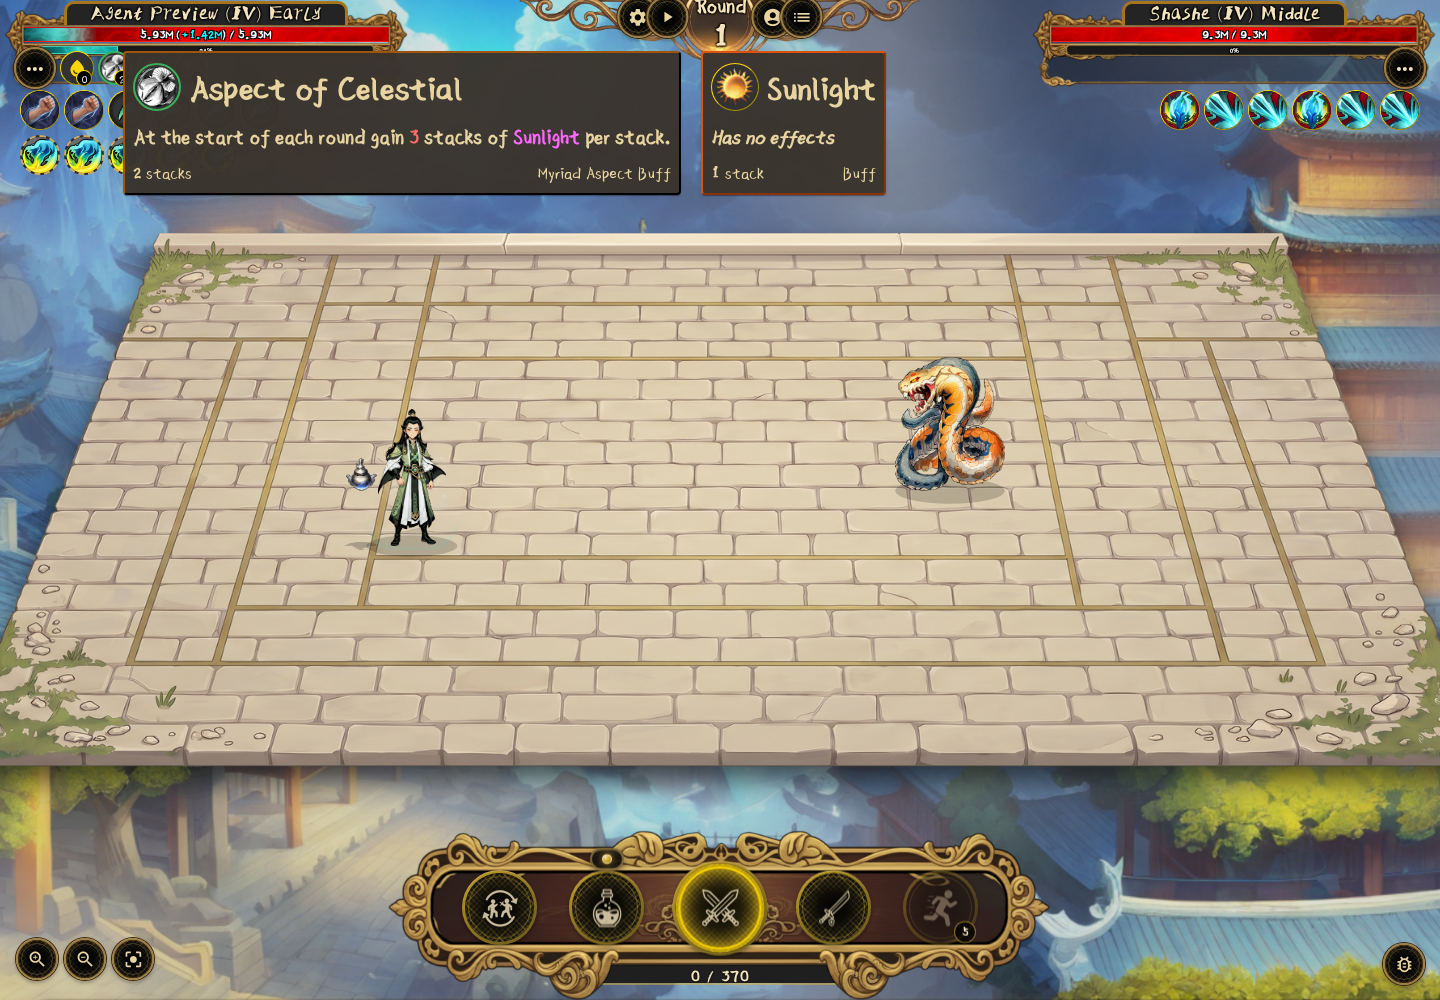 Agent Preview (IV) Early
5.93M (+1.42M) / 5.93M
0
Round
1
Shashe (IV) Middle
9.3M / 9.3M
0%
Aspect of Celestial
At the start of each round gain 3 stacks of Sunlight per stack.
2 stacks
Myriad Aspect Buff
Sunlight
Has no effects
1 stack
Buff
5
0 / 370